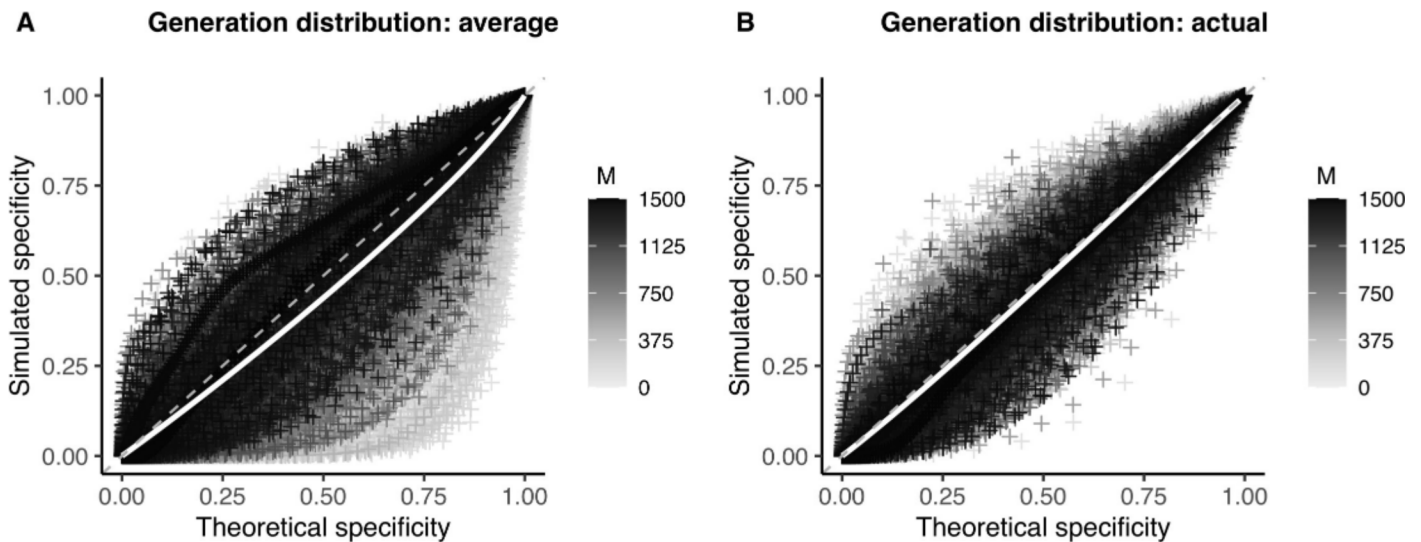 A Generation distribution: average
1.00
0.75
0.50
0.25
0.00
Simulated specificity
0.00 0.25 0.50 0.75 1.00
Theoretical specificity
M
1500
1125
750
375
0
B Generation distribution: actual
1.00
0.75
0.50
0.25
0.00
Simulated specificity
0.00 0.25 0.50 0.75 1.00
Theoretical specificity
M
1500
1125
750
375
0